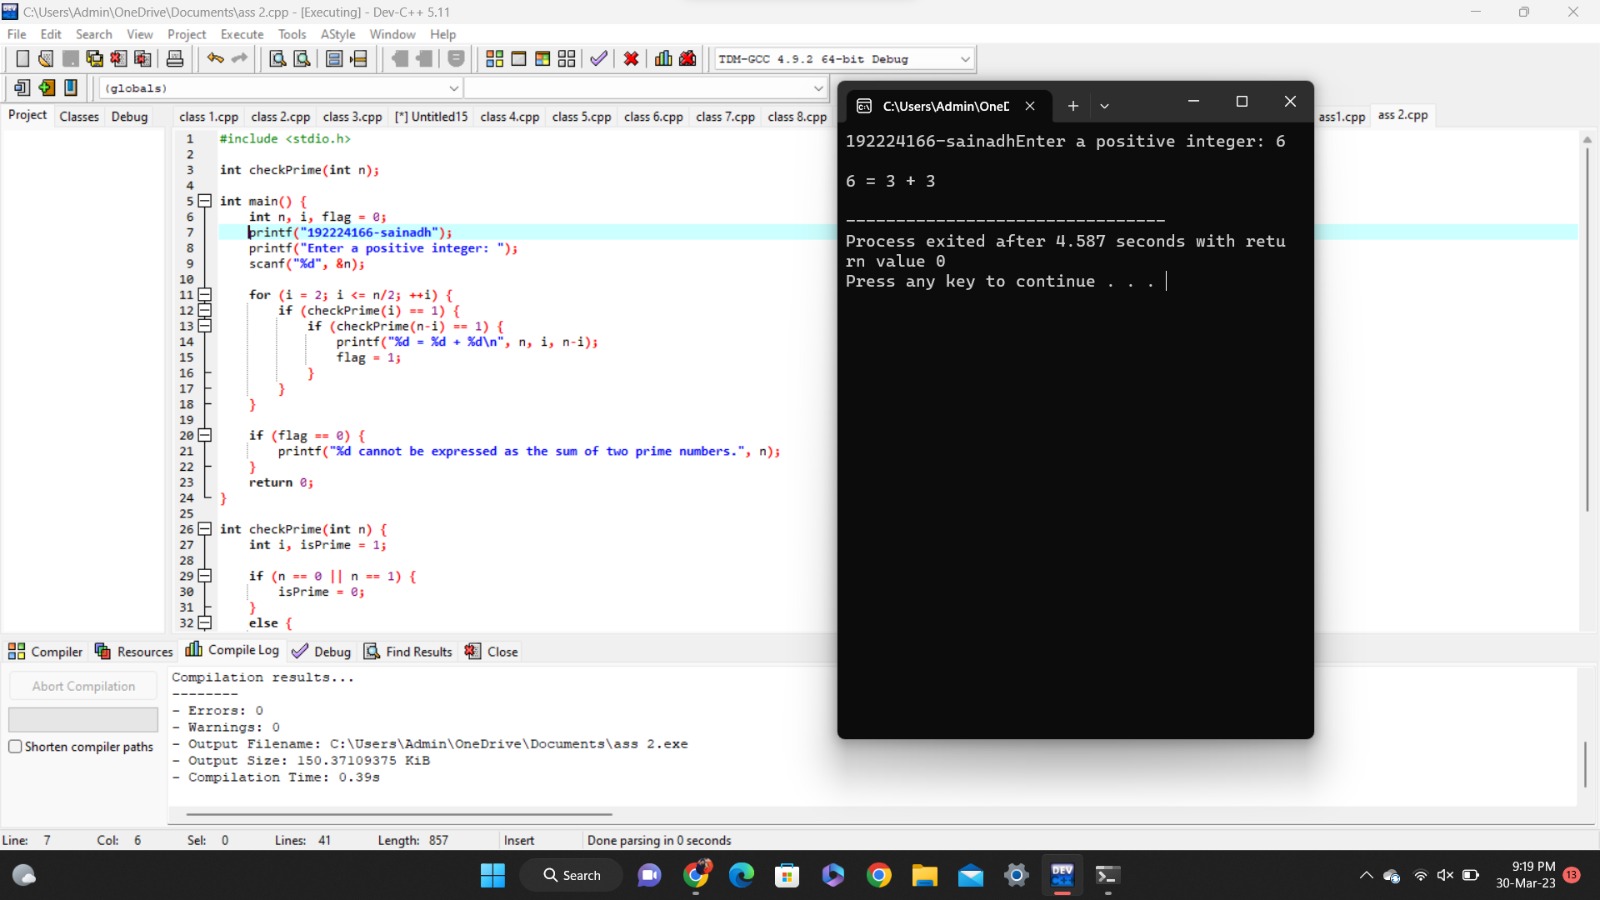 C:\Users\Admin\OneDrive\Documents\ass 2.cpp - [Executing] - Dev-C++ 5.11
File Edit Search View Project Execute Tools AStyle Window Help
TDM-GCC 4.9.2 64-bit Debug
(globals)
Project Classes Debug
class 1.cpp class 2.cpp class 3.cpp [*] Untitled15 class 4.cpp class 5.cpp class 6.cpp class 7.cpp class 8.cpp ass1.cpp ass 2.cpp
1 #include <stdio.h>
2
3 int checkPrime(int n);
4
5 int main() {
6 int n, i, flag = 0;
7 printf("192224166-sainadh");
8 printf("Enter a positive integer: ");
9 scanf("%d", &n);
10
11 for (i = 2; i <= n/2; ++i) {
12 if (checkPrime(i) == 1) {
13 if (checkPrime(n-i) == 1) {
14 printf("%d = %d + %d\n", n, i, n-i);
15 flag = 1;
16 }
17 }
18 }
19
20 if (flag == 0) {
21 printf("%d cannot be expressed as the sum of two prime numbers.", n);
22 }
23 return 0;
24 }
25
26 int checkPrime(int n) {
27 int i, isPrime = 1;
28
29 if (n == 0 || n == 1) {
30 isPrime = 0;
31 }
32 else {
C:\Users\Admin\OneD
192224166-sainadhEnter a positive integer: 6
6 = 3 + 3
--------------------------------
Process exited after 4.587 seconds with retu
rn value 0
Press any key to continue . . .
Compiler Resources Compile Log Debug Find Results Close
Abort Compilation
Shorten compiler paths
Compilation results...
--------
- Errors: 0
- Warnings: 0
- Output Filename: C:\Users\Admin\OneDrive\Documents\ass 2.exe
- Output Size: 150.37109375 KiB
- Compilation Time: 0.39s
Line: 7 Col: 6 Sel: 0 Lines: 41 Length: 857 Insert Done parsing in 0 seconds
Search
DEV
9:19 PM
30-Mar-23
13